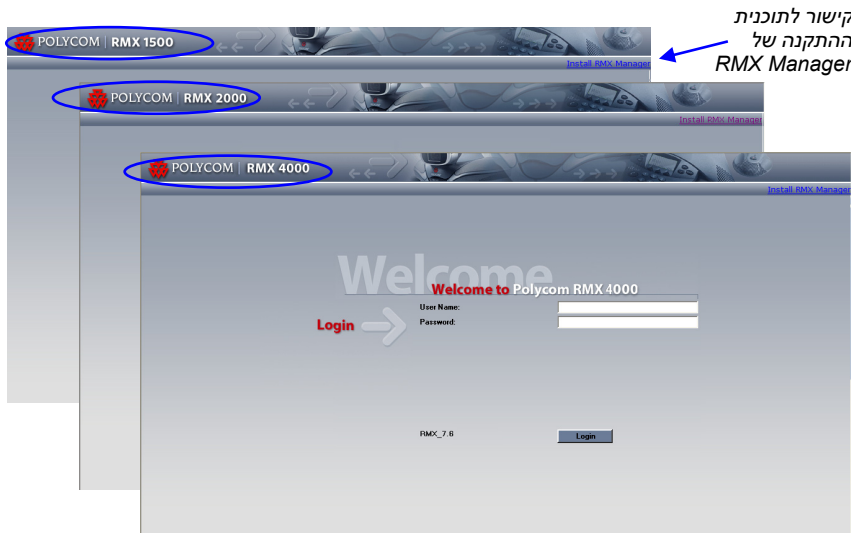 קישור לתוכנית
ההתקנה של
RMX Manager
POLYCOM | RMX 1500
Install RMX Manager
POLYCOM | RMX 2000
Install RMX Manager
POLYCOM | RMX 4000
Install RMX Manager
Welcome
Welcome to Polycom RMX 4000
User Name:
Login
Password:
RMX_7.6
Login